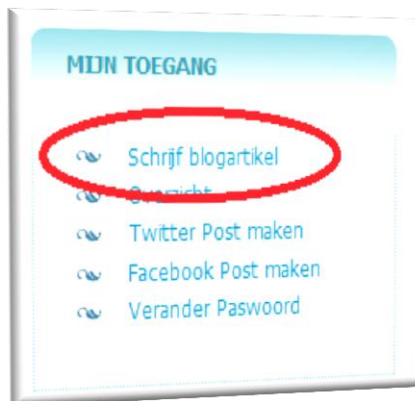 MIJN TOEGANG
Schrijf blogartikel
Overzicht
Twitter Post maken
Facebook Post maken
Verander Paswoord